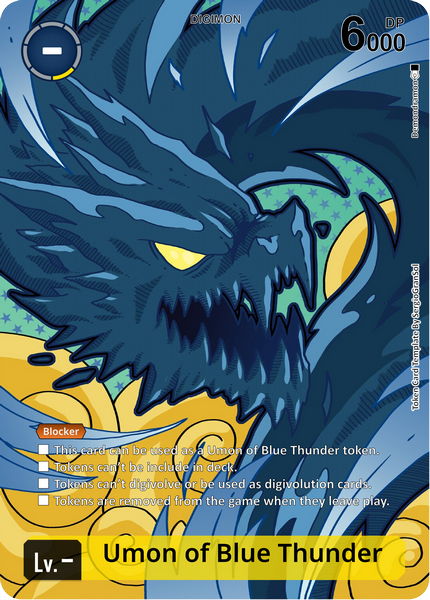 DIGIMON
DP
6000
Demondramon
Token Card Template By SergioGranSol
Blocker
This card can be used as a Umon of Blue Thunder token.
Tokens can't be include in deck.
Tokens can't digivolve or be used as digivolution cards.
Tokens are removed from the game when they leave play.
Lv.-
Umon of Blue Thunder